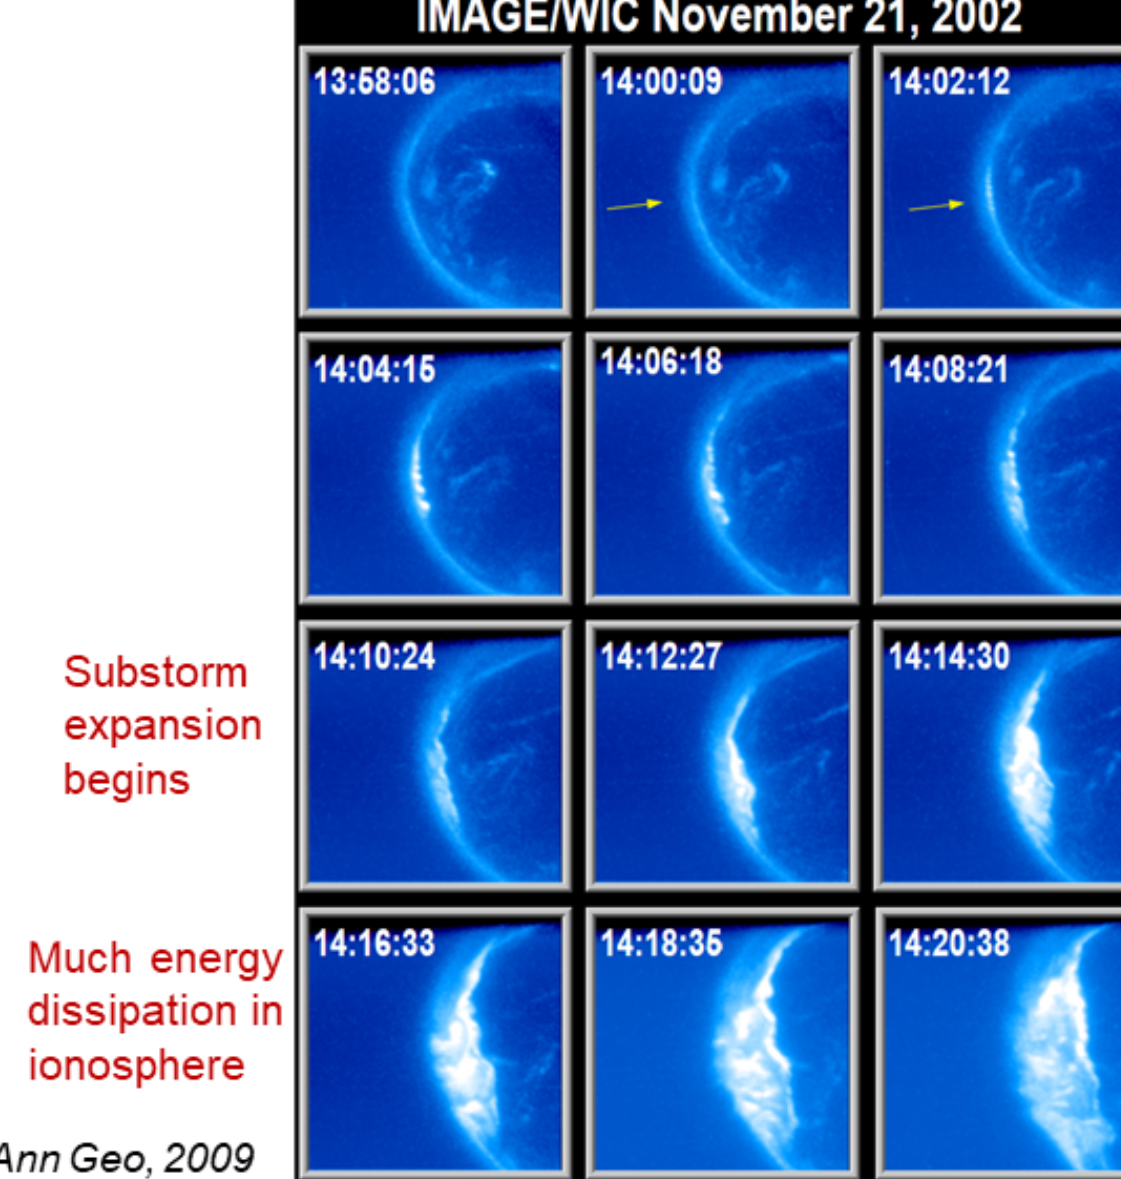 IMAGE/WIC November 21, 2002
13:58:06
14:00:09
14:02:12
14:04:15
14:06:18
14:08:21
Substorm
expansion
begins
14:10:24
14:12:27
14:14:30
Much energy
dissipation in
ionosphere
14:16:33
14:18:35
14:20:38
Ann Geo, 2009